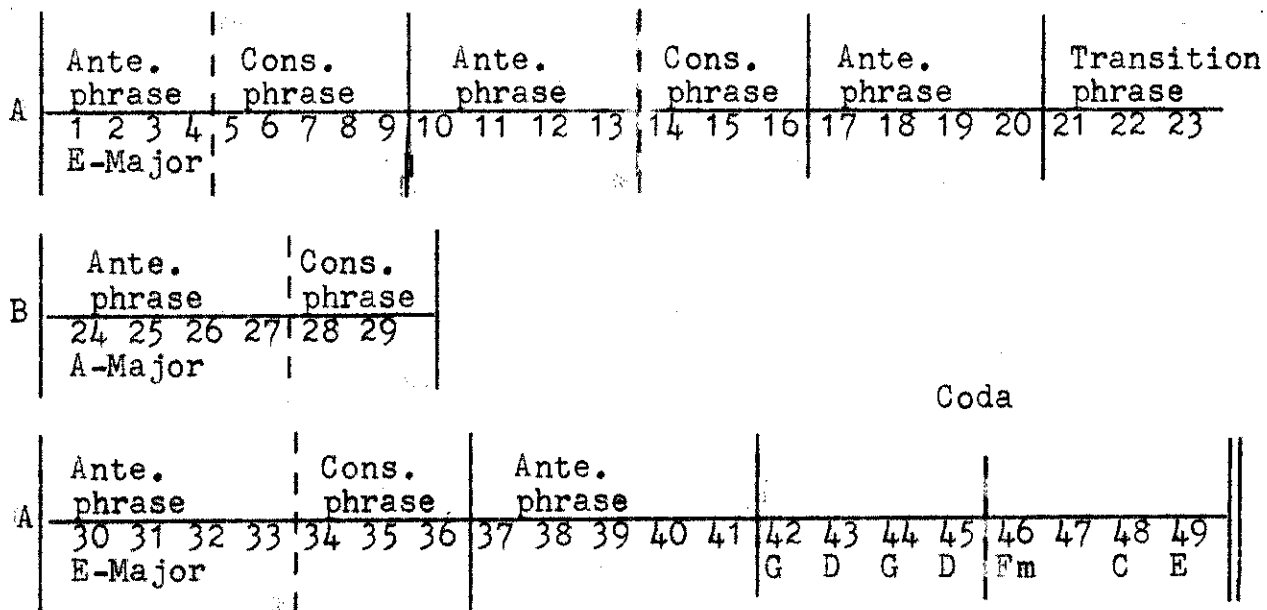 Ante. Cons. Ante. Cons. Ante. Transition
phrase phrase phrase phrase phrase phrase
A
1 2 3 4 5 6 7 8 9 10 11 12 13 14 15 16 17 18 19 20 21 22 23
E-Major
Ante. Cons.
phrase phrase
B
24 25 26 27 28 29
A-Major
Coda
Ante. Cons. Ante.
phrase phrase phrase
A
30 31 32 33 34 35 36 37 38 39 40 41 42 43 44 45 46 47 48 49
E-Major G D G D Fm C E